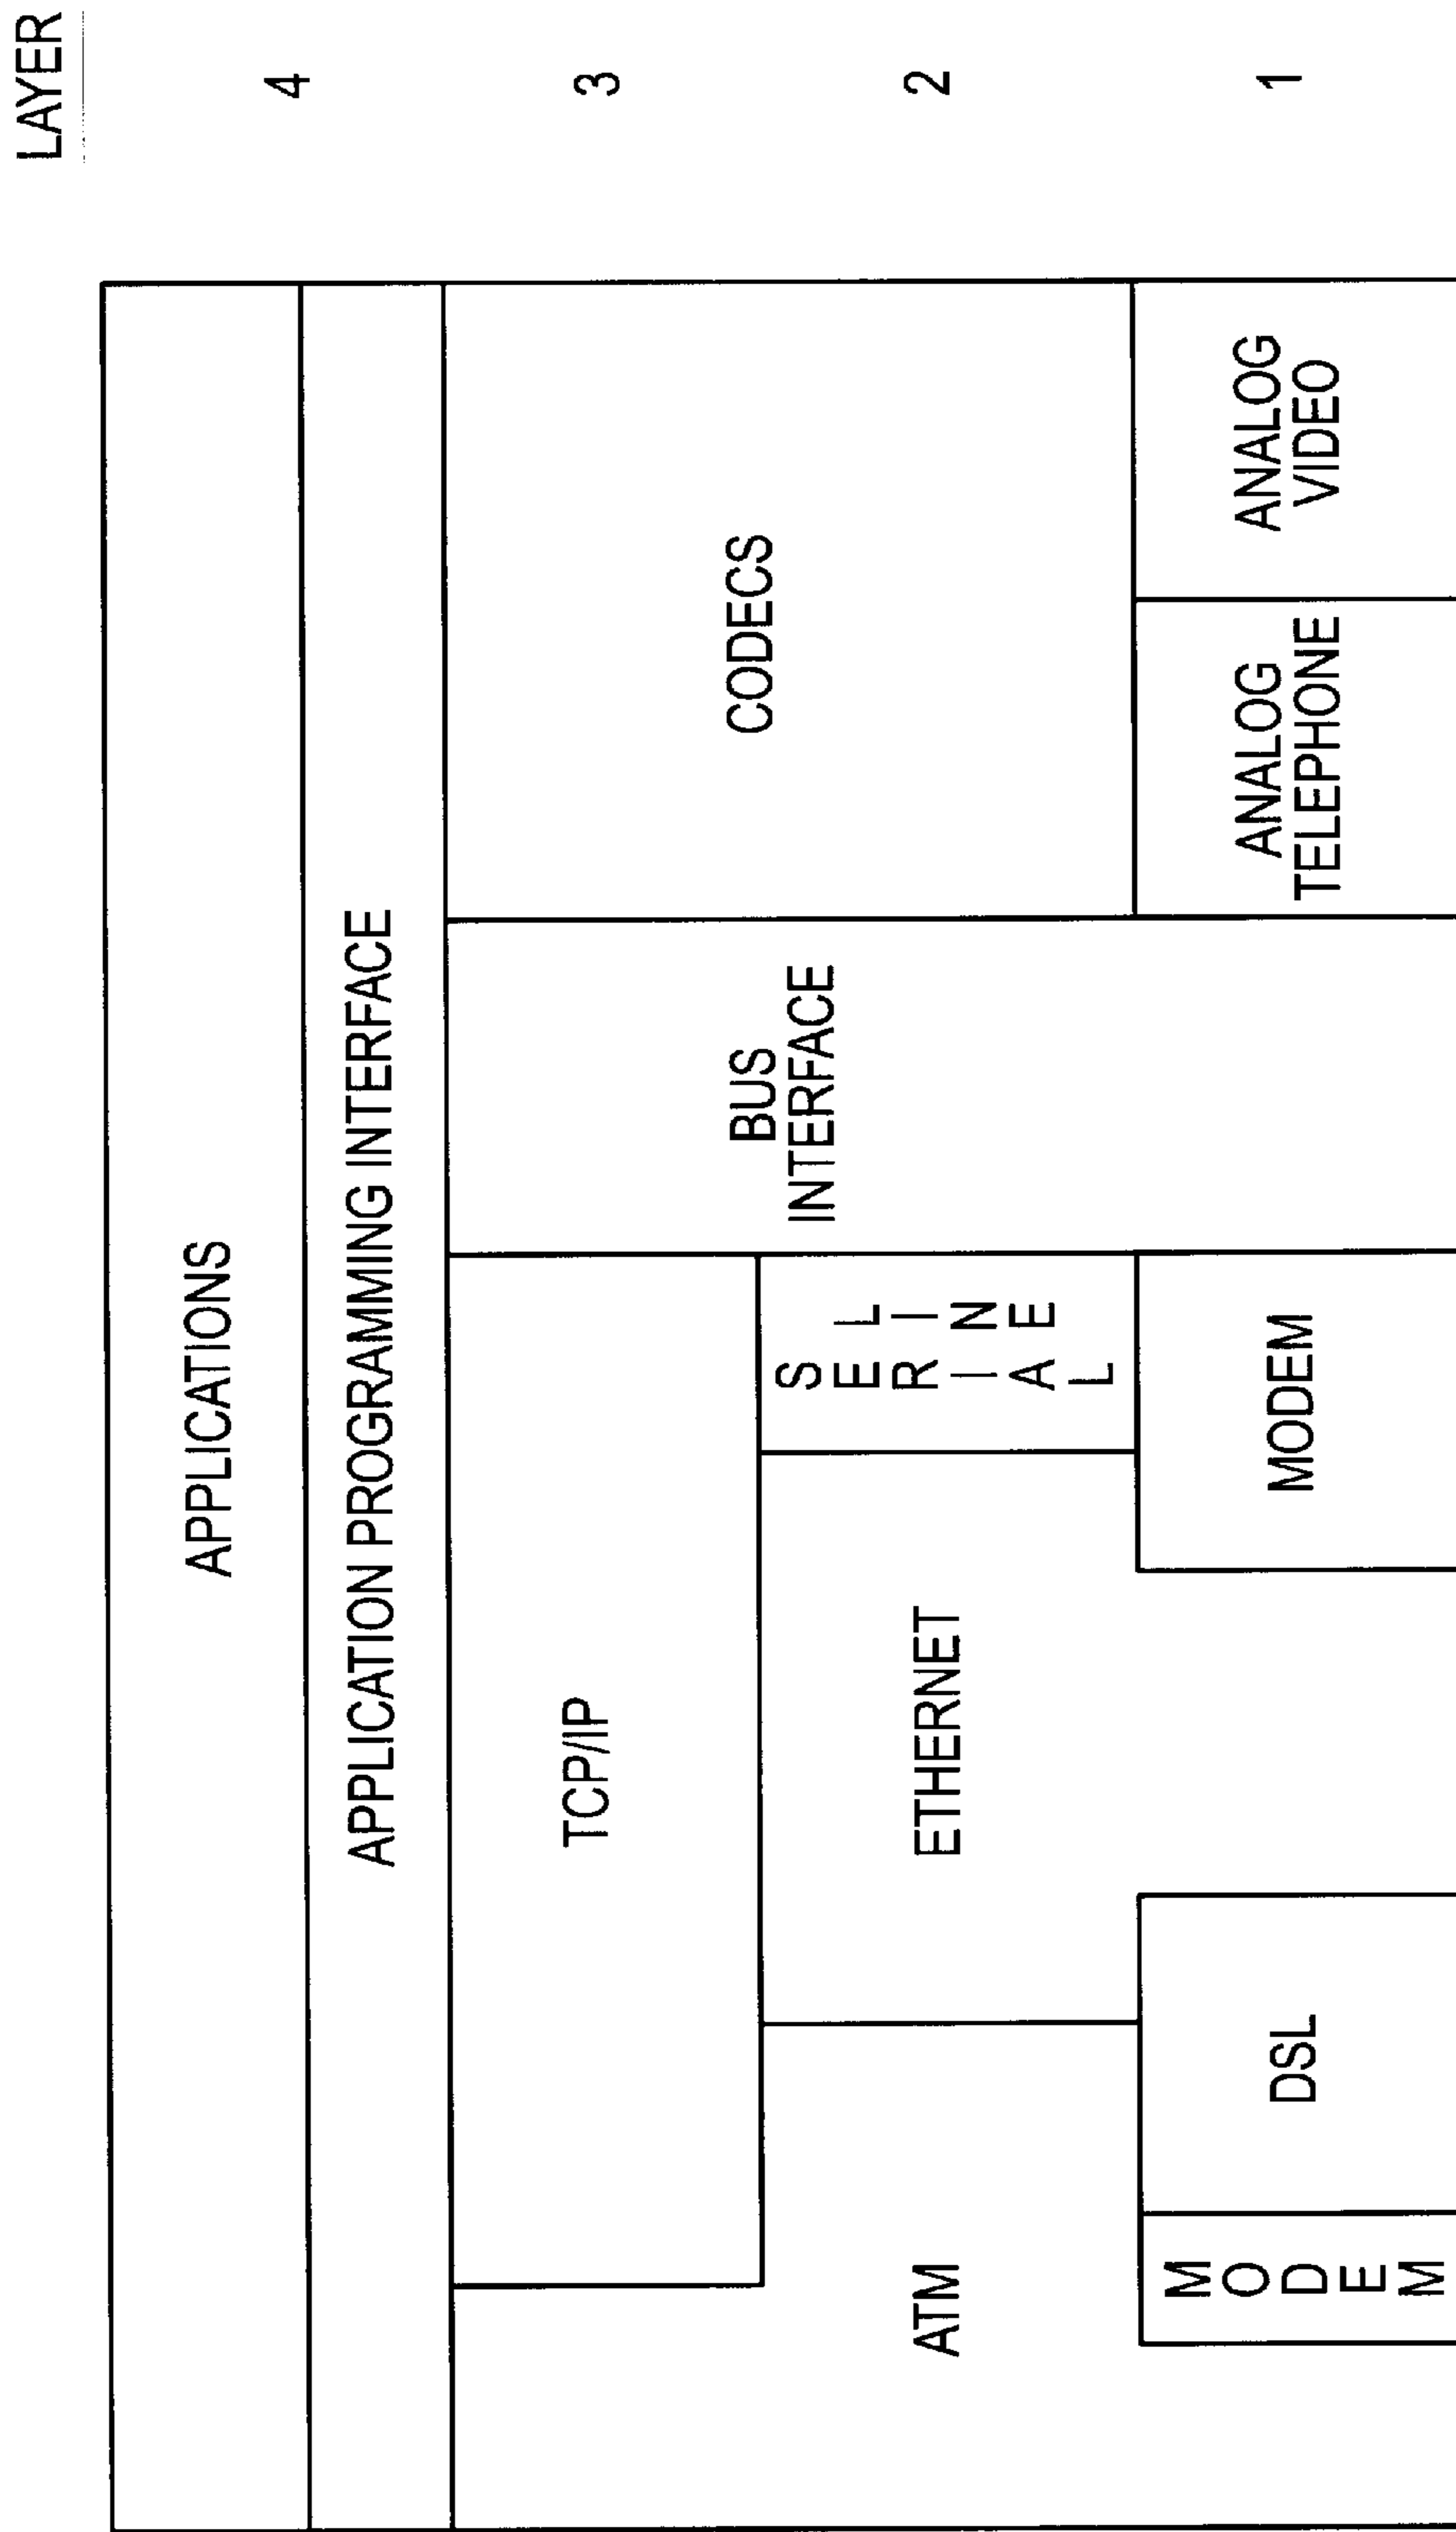 LAYER
APPLICATIONS
4
APPLICATION PROGRAMMING INTERFACE
TCP/IP
3
BUS
INTERFACE
CODECS
ATM
ETHERNET
SERIAL
LINE
2
MODEM
DSL
MODEM
ANALOG
TELEPHONE
ANALOG
VIDEO
1